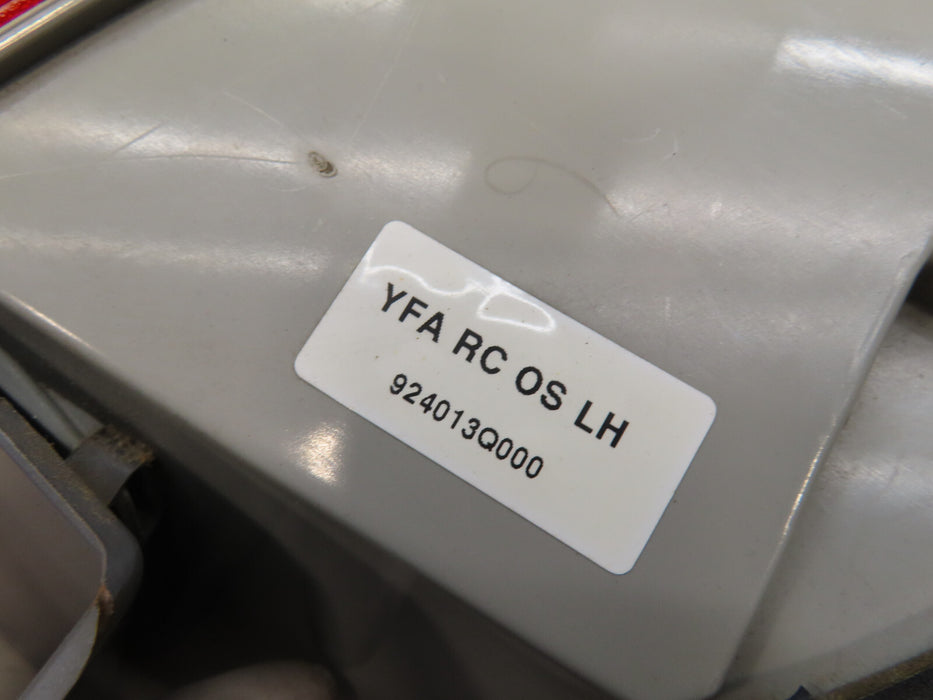 YFA RC OS LH
924013Q000